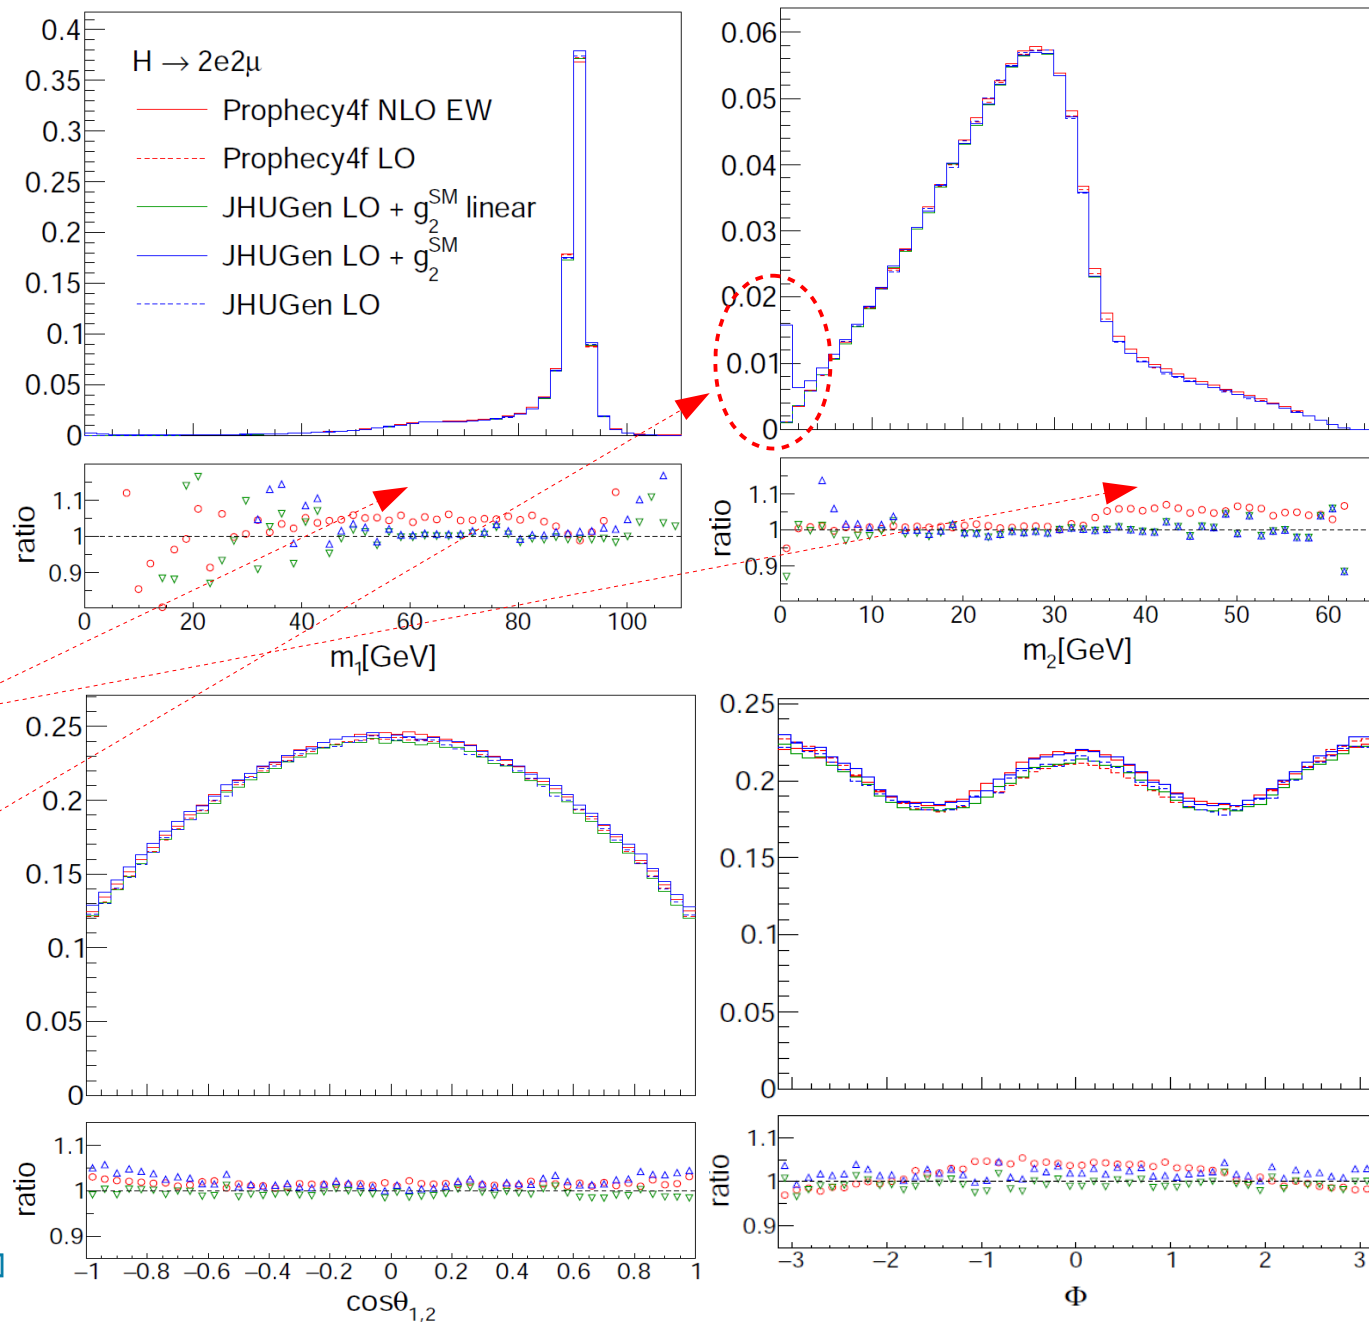 0.4
0.35
0.3
0.25
0.2
0.15
0.1
0.05
0
H → 2e2μ
Prophecy4f NLO EW
Prophecy4f LO
JHUGen LO + g₂^SM linear
JHUGen LO + g₂^SM
JHUGen LO
1.1
1
0.9
ratio
0 20 40 60 80 100
m₁[GeV]
0.06
0.05
0.04
0.03
0.02
0.01
0
1.1
1
0.9
ratio
0 10 20 30 40 50 60
m₂[GeV]
0.25
0.2
0.15
0.1
0.05
0
1.1
1
0.9
ratio
−1 −0.8 −0.6 −0.4 −0.2 0 0.2 0.4 0.6 0.8 1
cosθ₁,₂
0.25
0.2
0.15
0.1
0.05
0
1.1
1
0.9
ratio
−3 −2 −1 0 1 2 3
Φ
]